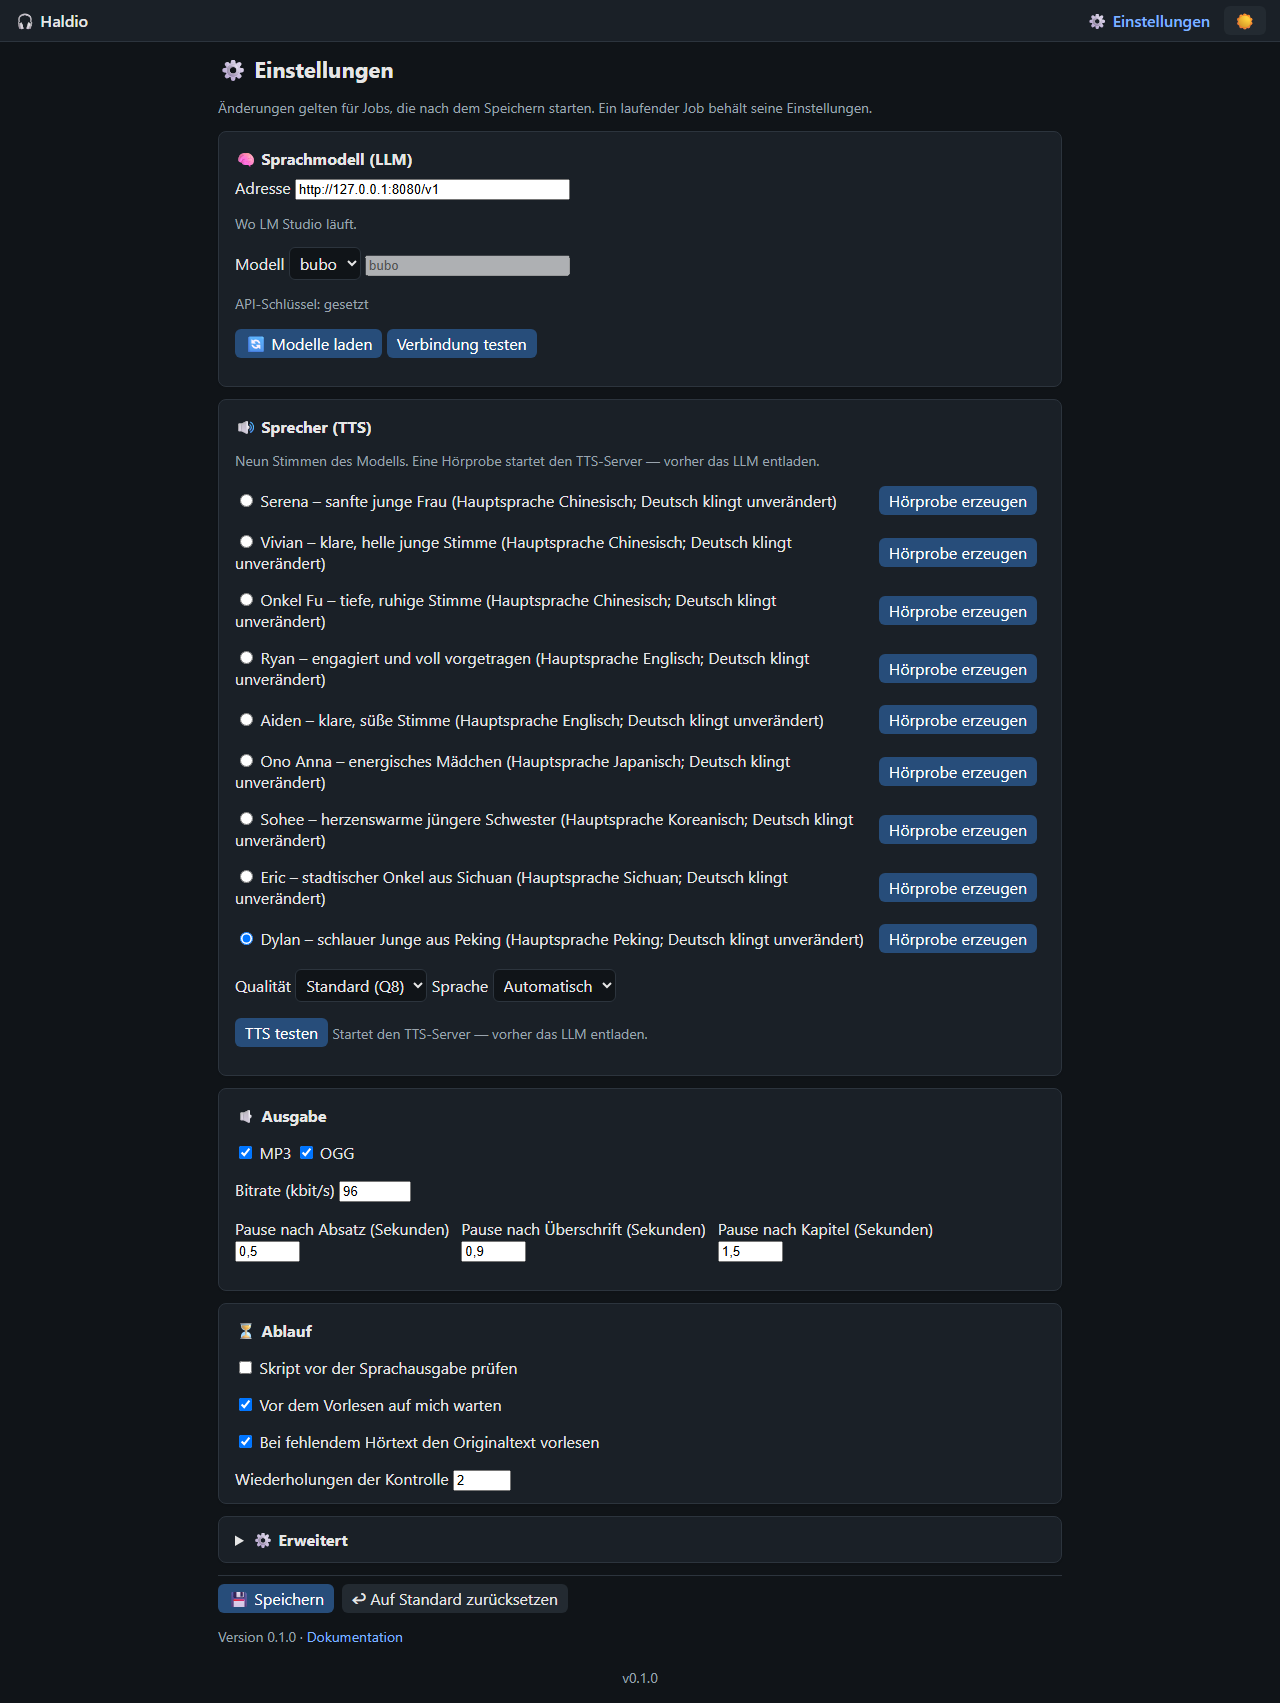 Haldio
Einstellungen
Einstellungen
Änderungen gelten für Jobs, die nach dem Speichern starten. Ein laufender Job behält seine Einstellungen.
Sprachmodell (LLM)
Adresse http://127.0.0.1:8080/v1
Wo LM Studio läuft.
Modell bubo bubo
API-Schlüssel: gesetzt
Modelle laden Verbindung testen
Sprecher (TTS)
Neun Stimmen des Modells. Eine Hörprobe startet den TTS-Server — vorher das LLM entladen.
Serena – sanfte junge Frau (Hauptsprache Chinesisch; Deutsch klingt unverändert) Hörprobe erzeugen
Vivian – klare, helle junge Stimme (Hauptsprache Chinesisch; Deutsch klingt
unverändert)
Hörprobe erzeugen
Onkel Fu – tiefe, ruhige Stimme (Hauptsprache Chinesisch; Deutsch klingt
unverändert)
Hörprobe erzeugen
Ryan – engagiert und voll vorgetragen (Hauptsprache Englisch; Deutsch klingt
unverändert)
Hörprobe erzeugen
Aiden – klare, süße Stimme (Hauptsprache Englisch; Deutsch klingt unverändert) Hörprobe erzeugen
Ono Anna – energisches Mädchen (Hauptsprache Japanisch; Deutsch klingt
unverändert)
Hörprobe erzeugen
Sohee – herzenswarme jüngere Schwester (Hauptsprache Koreanisch; Deutsch klingt
unverändert)
Hörprobe erzeugen
Eric – stadtischer Onkel aus Sichuan (Hauptsprache Sichuan; Deutsch klingt
unverändert)
Hörprobe erzeugen
Dylan – schlauer Junge aus Peking (Hauptsprache Peking; Deutsch klingt unverändert) Hörprobe erzeugen
Qualität Standard (Q8) Sprache Automatisch
TTS testen Startet den TTS-Server — vorher das LLM entladen.
Ausgabe
MP3 OGG
Bitrate (kbit/s) 96
Pause nach Absatz (Sekunden) Pause nach Überschrift (Sekunden) Pause nach Kapitel (Sekunden)
0,5 0,9 1,5
Ablauf
Skript vor der Sprachausgabe prüfen
Vor dem Vorlesen auf mich warten
Bei fehlendem Hörtext den Originaltext vorlesen
Wiederholungen der Kontrolle 2
Erweitert
Speichern Auf Standard zurücksetzen
Version 0.1.0 · Dokumentation
v0.1.0